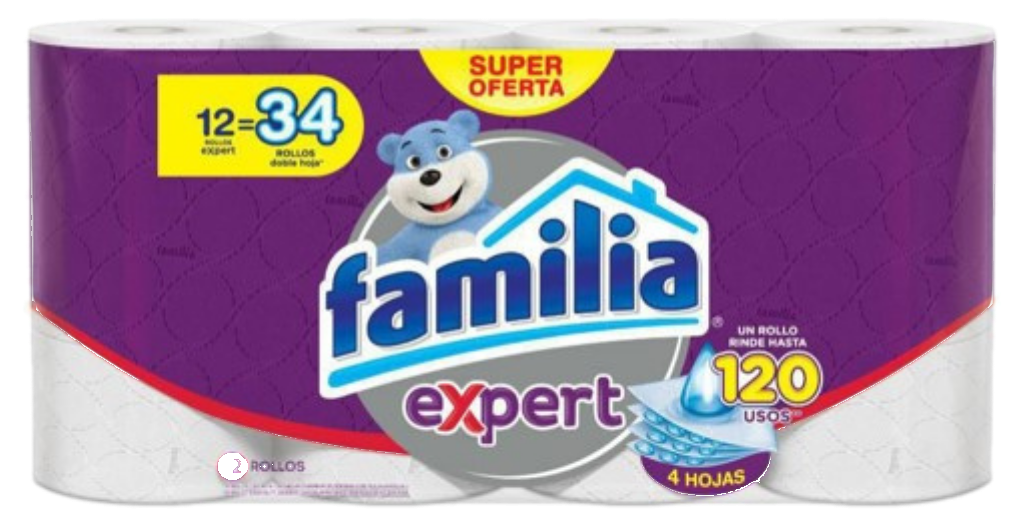 SUPER
OFERTA
12=34
ROLLOS
expert
ROLLOS
doble hoja*
familia
®
expert
UN ROLLO
RINDE HASTA
120
USOS**
4 HOJAS
2 ROLLOS